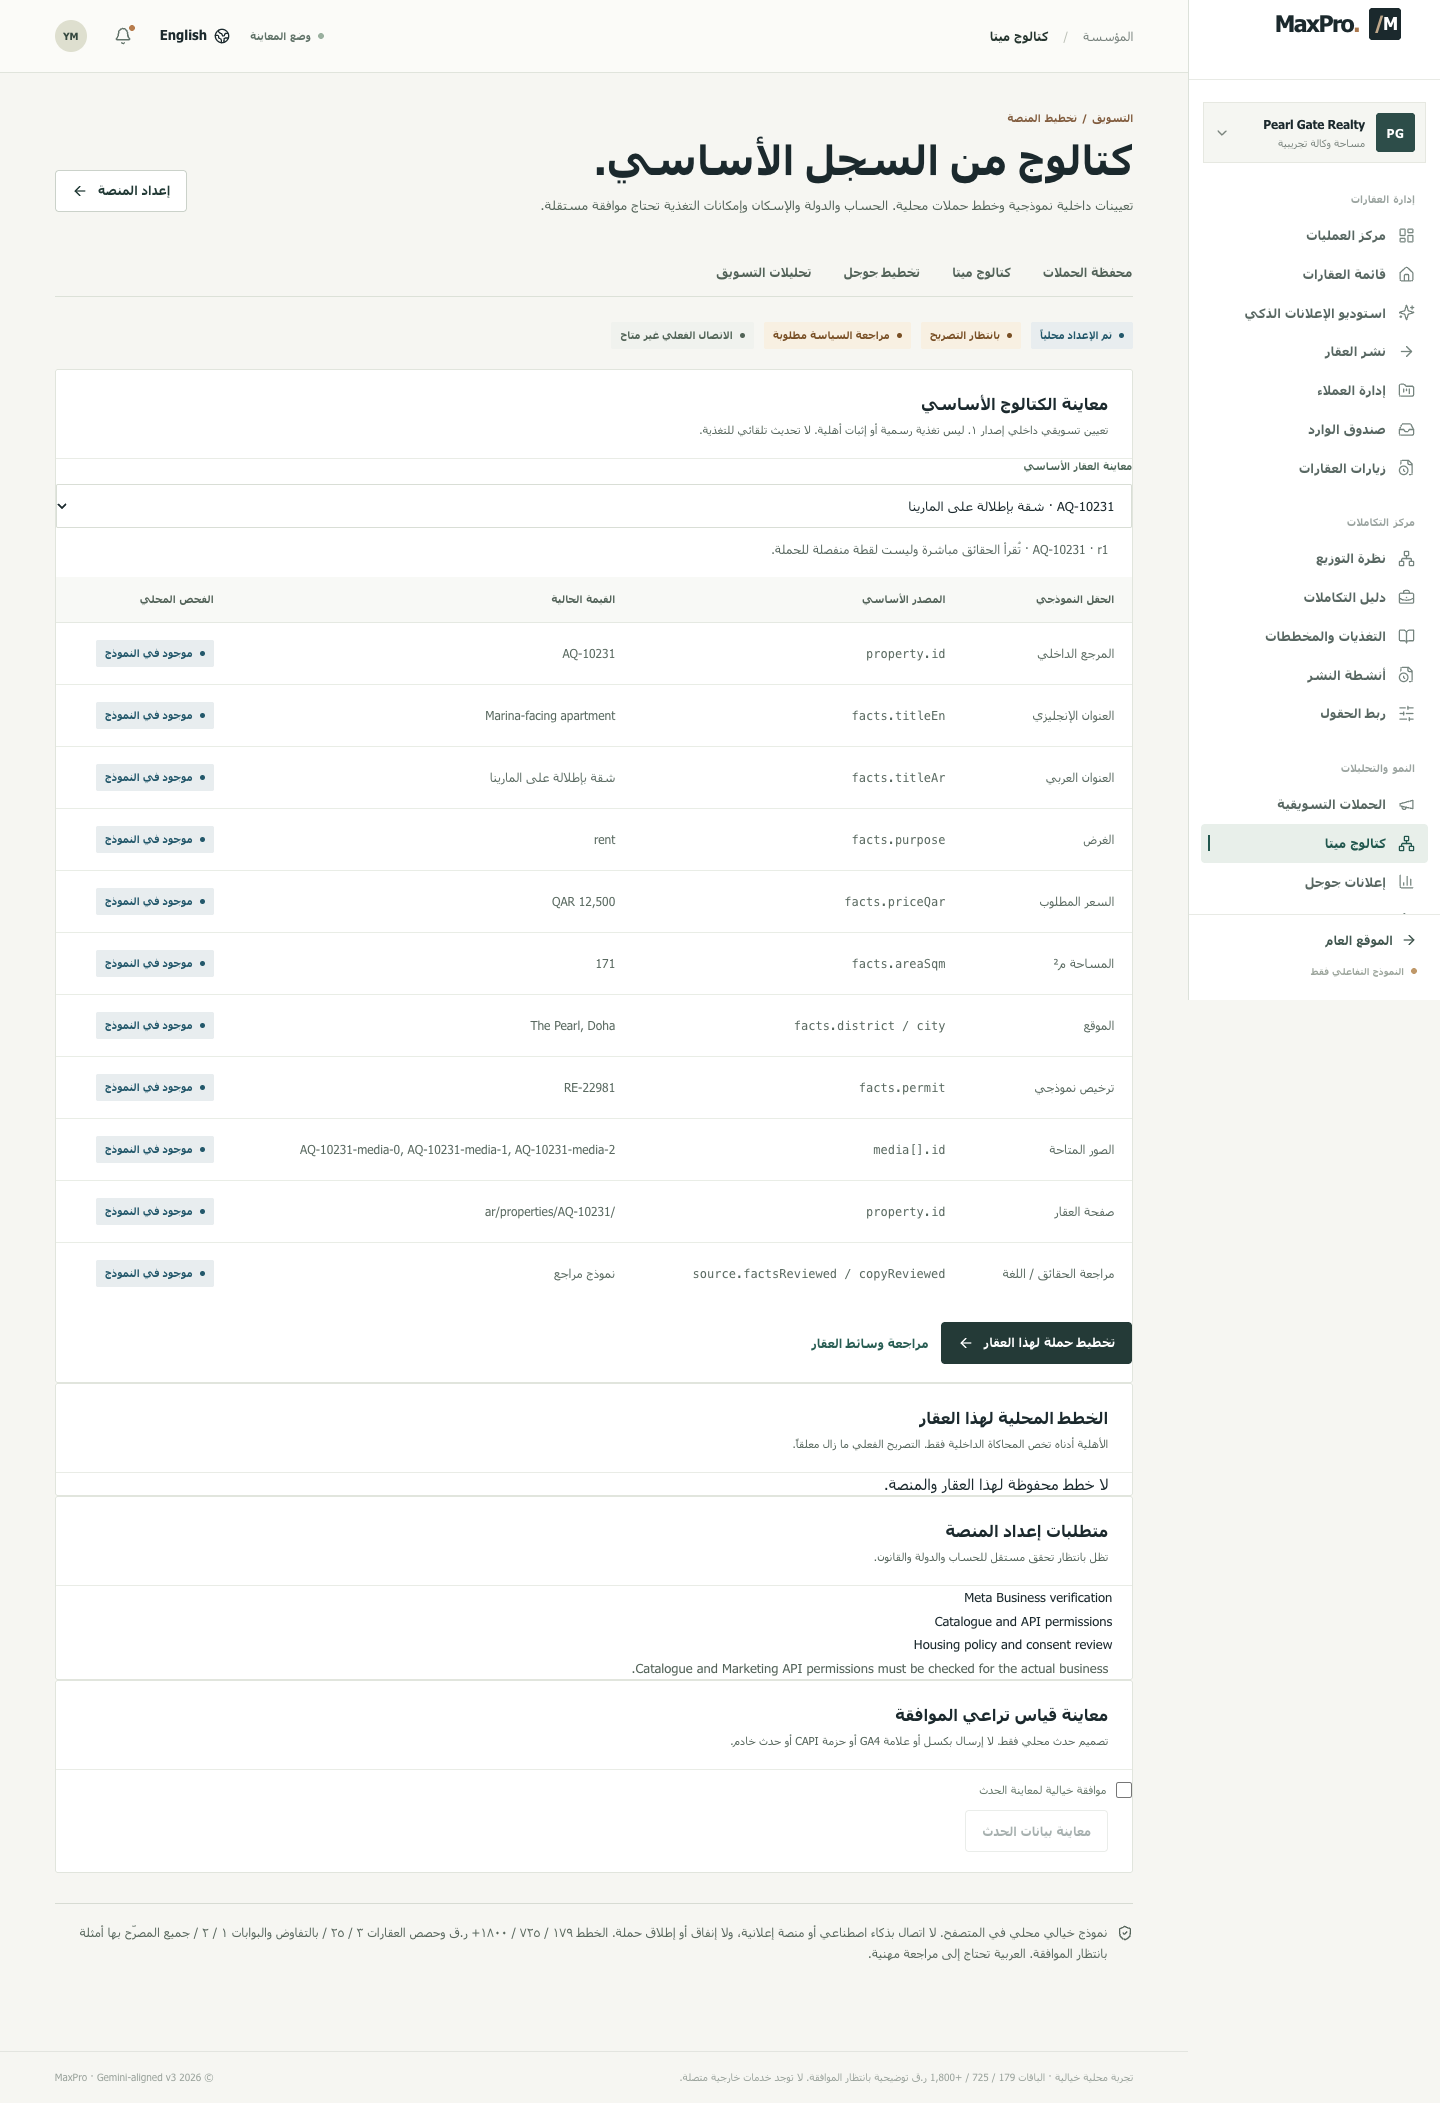 MaxPro.
/M
المؤسسة / كتالوج ميتا
وضع المعاينة
English
YM
PG
Pearl Gate Realty
مساحة وكالة تجريبية
إدارة العقارات
مركز العمليات
قائمة العقارات
استوديو الإعلانات الذكي
نشر العقار
إدارة العملاء
صندوق الوارد
زيارات العقارات
مركز التكاملات
نظرة التوزيع
دليل التكاملات
التغذيات والمخططات
أنشطة النشر
ربط الحقول
النمو والتحليلات
الحملات التسويقية
كتالوج ميتا
إعلانات جوجل
الموقع العام
النموذج التفاعلي فقط
التسويق / تخطيط المنصة
كتالوج من السجل الأساسي.
تعيينات داخلية نموذجية وخطط حملات محلية. الحساب والدولة والإسكان وإمكانات التغذية تحتاج موافقة مستقلة.
إعداد المنصة
محفظة الحملات كتالوج ميتا تخطيط جوجل تحليلات التسويق
تم الإعداد محلياً بانتظار التصريح مراجعة السياسة مطلوبة الاتصال الفعلي غير متاح
معاينة الكتالوج الأساسي
تعيين تسويقي داخلي إصدار ١. ليس تغذية رسمية أو إثبات أهلية. لا تحديث تلقائي للتغذية.
معاينة العقار الأساسي
AQ-10231 · شقة بإطلالة على المارينا
AQ-10231 · r1 · تُقرأ الحقائق مباشرة وليست لقطة منفصلة للحملة.
الحقل النموذجي المصدر الأساسي القيمة الحالية الفحص المحلي
المرجع الداخلي property.id AQ-10231 موجود في النموذج
العنوان الإنجليزي facts.titleEn Marina-facing apartment موجود في النموذج
العنوان العربي facts.titleAr شقة بإطلالة على المارينا موجود في النموذج
الغرض facts.purpose rent موجود في النموذج
السعر المطلوب facts.priceQar QAR 12,500 موجود في النموذج
المساحة م² facts.areaSqm 171 موجود في النموذج
الموقع facts.district / city The Pearl, Doha موجود في النموذج
ترخيص نموذجي facts.permit RE-22981 موجود في النموذج
الصور المتاحة media[].id AQ-10231-media-0, AQ-10231-media-1, AQ-10231-media-2 موجود في النموذج
صفحة العقار property.id ar/properties/AQ-10231/ موجود في النموذج
مراجعة الحقائق / اللغة source.factsReviewed / copyReviewed نموذج مراجع موجود في النموذج
تخطيط حملة لهذا العقار مراجعة وسائط العقار
الخطط المحلية لهذا العقار
الأهلية أدناه تخص المحاكاة الداخلية فقط. التصريح الفعلي ما زال معلقاً.
لا خطط محفوظة لهذا العقار والمنصة.
متطلبات إعداد المنصة
تظل بانتظار تحقق مستقل للحساب والدولة والقانون.
Meta Business verification
Catalogue and API permissions
Housing policy and consent review
Catalogue and Marketing API permissions must be checked for the actual business.
معاينة قياس تراعي الموافقة
تصميم حدث محلي فقط. لا إرسال بكسل أو علامة GA4 أو حزمة CAPI أو حدث خادم.
موافقة خيالية لمعاينة الحدث
معاينة بيانات الحدث
نموذج خيالي محلي في المتصفح. لا اتصال بذكاء اصطناعي أو منصة إعلانية، ولا إنفاق أو إطلاق حملة. الخطط ١٧٩ / ٧٢٥ / ١٨٠٠+ ر.ق وحصص العقارات ٣ / ٢٥ / بالتفاوض والبوابات ١ / ٢ / جميع المصرّح بها أمثلة
بانتظار الموافقة. العربية تحتاج إلى مراجعة مهنية.
تجربة محلية خيالية · الباقات 179 / 725 / +1,800 ر.ق توضيحية بانتظار الموافقة. لا توجد خدمات خارجية متصلة.
MaxPro · Gemini-aligned v3 2026 ©